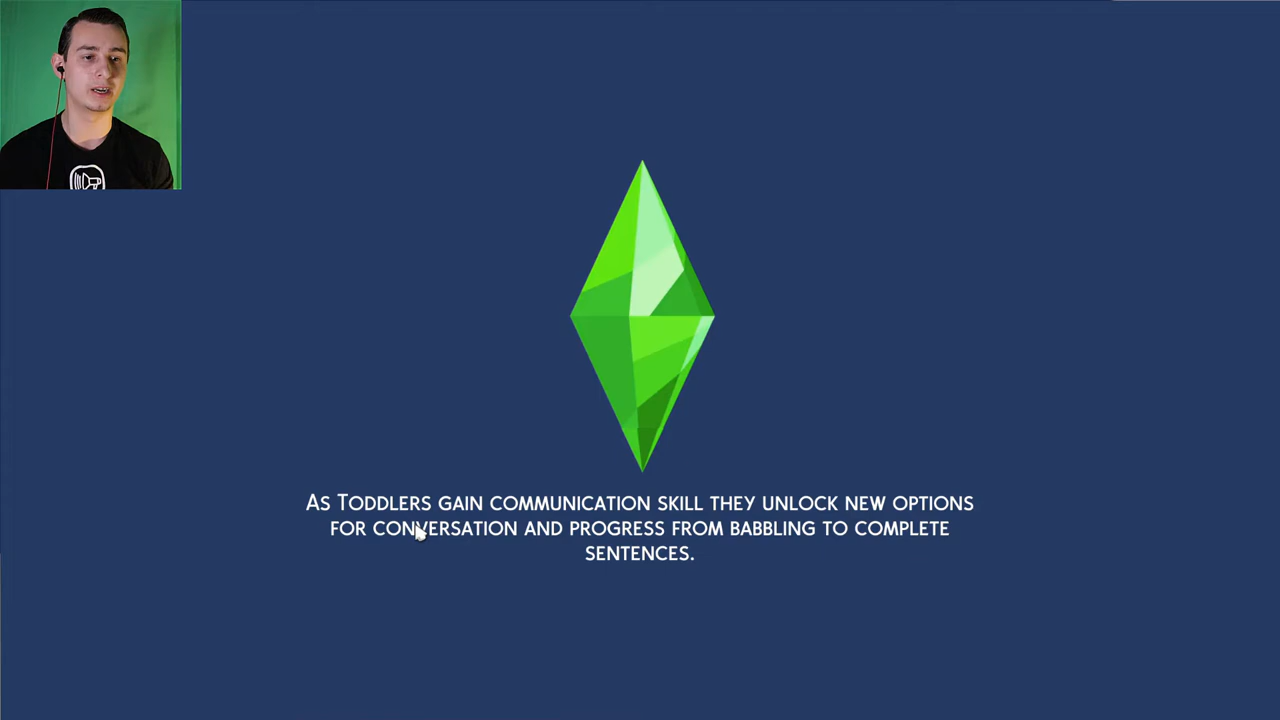 As Toddlers gain communication skill they unlock new options
for conversation and progress from babbling to complete
sentences.